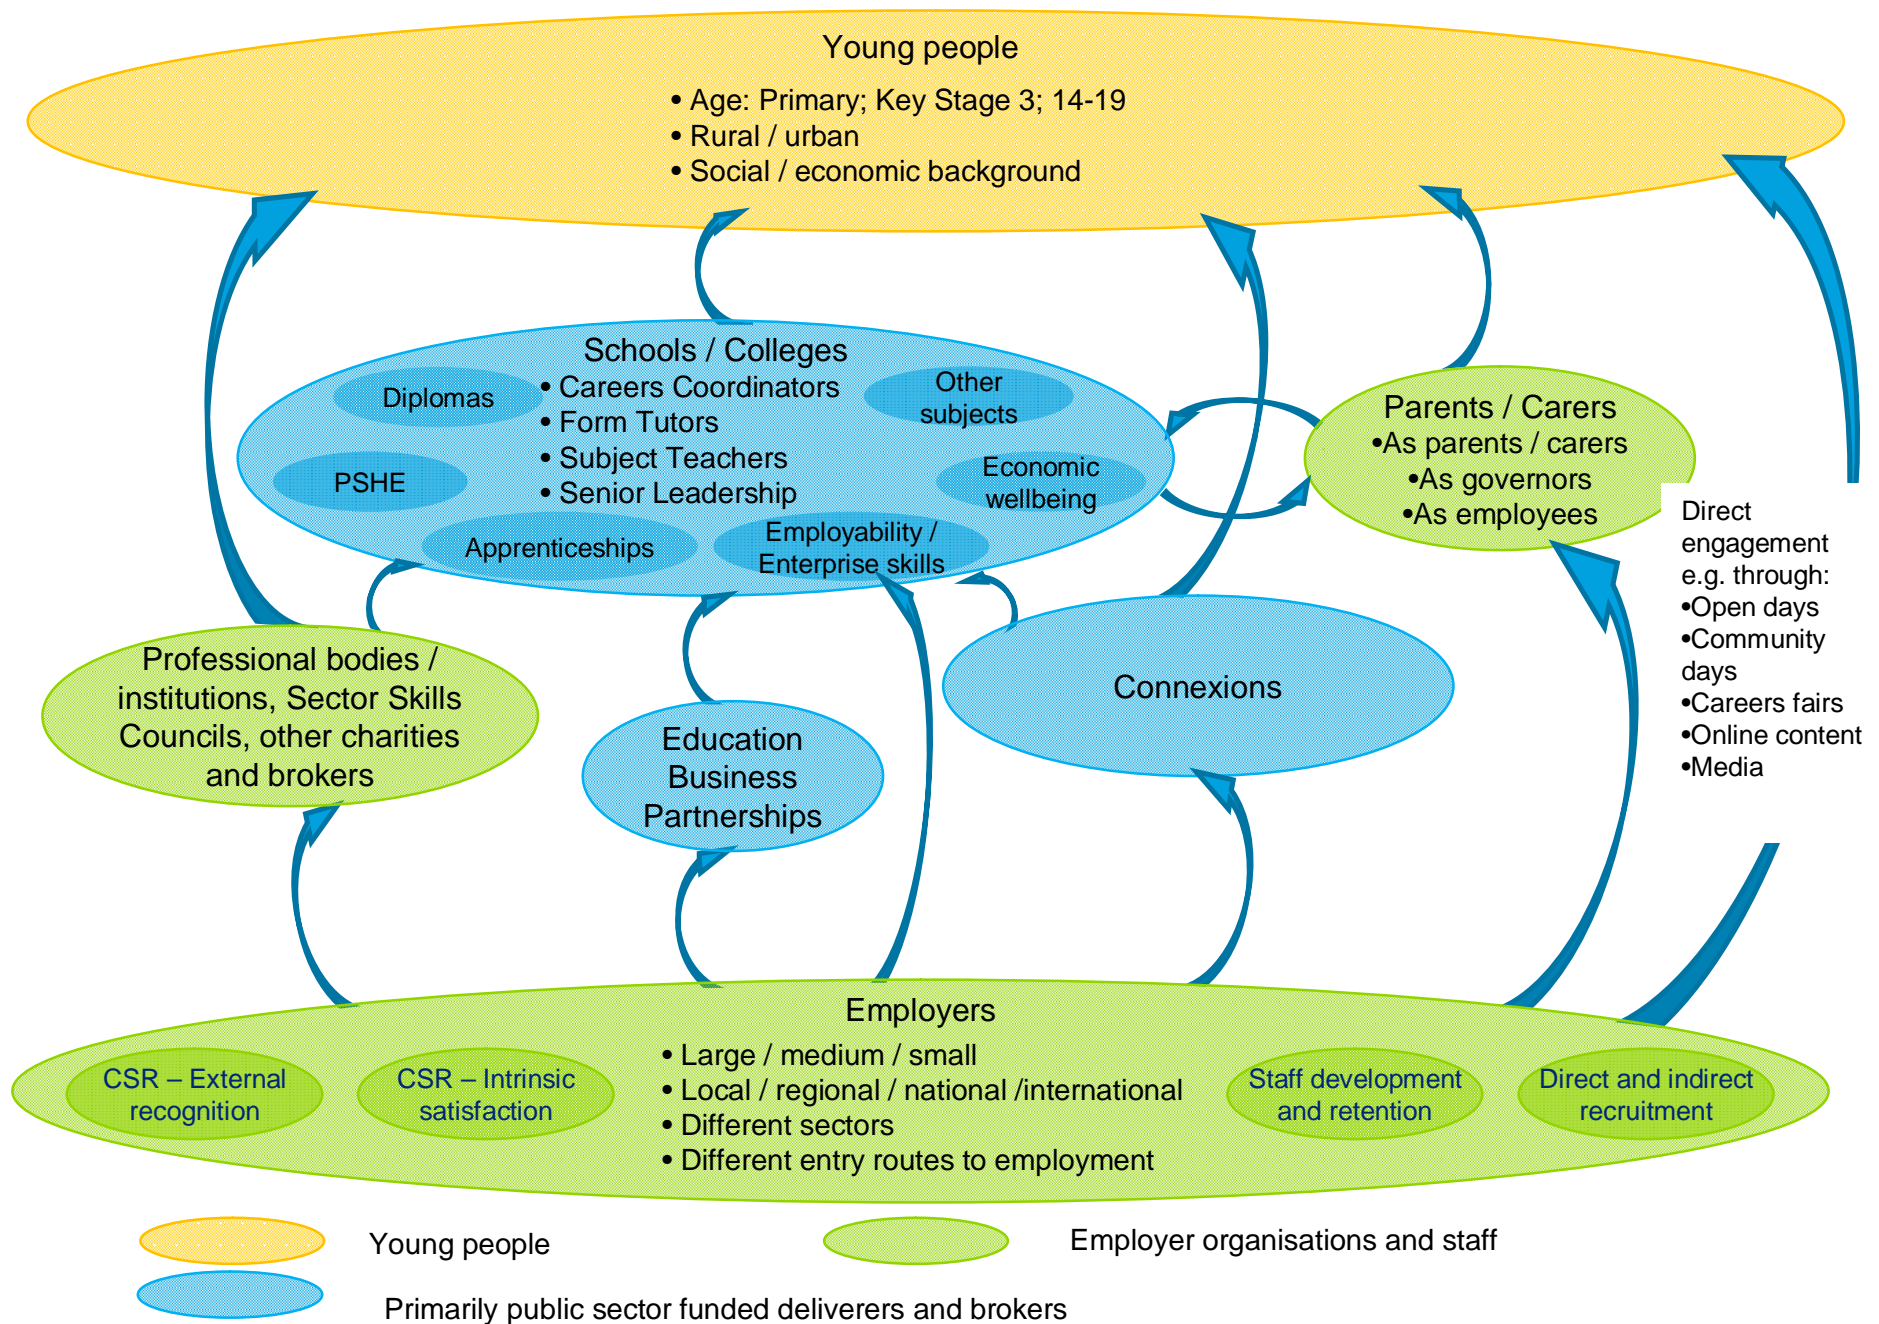 Young people
• Age: Primary; Key Stage 3; 14-19
• Rural / urban
• Social / economic background
Schools / Colleges
• Careers Coordinators
• Form Tutors
• Subject Teachers
• Senior Leadership
Diplomas
Other
subjects
PSHE
Economic
wellbeing
Apprenticeships
Employability /
Enterprise skills
Parents / Carers
•As parents / carers
•As governors
•As employees
Direct
engagement
e.g. through:
•Open days
•Community
days
•Careers fairs
•Online content
•Media
Professional bodies /
institutions, Sector Skills
Councils, other charities
and brokers
Education
Business
Partnerships
Connexions
Employers
• Large / medium / small
• Local / regional / national /international
• Different sectors
• Different entry routes to employment
CSR – External
recognition
CSR – Intrinsic
satisfaction
Staff development
and retention
Direct and indirect
recruitment
Young people
Employer organisations and staff
Primarily public sector funded deliverers and brokers